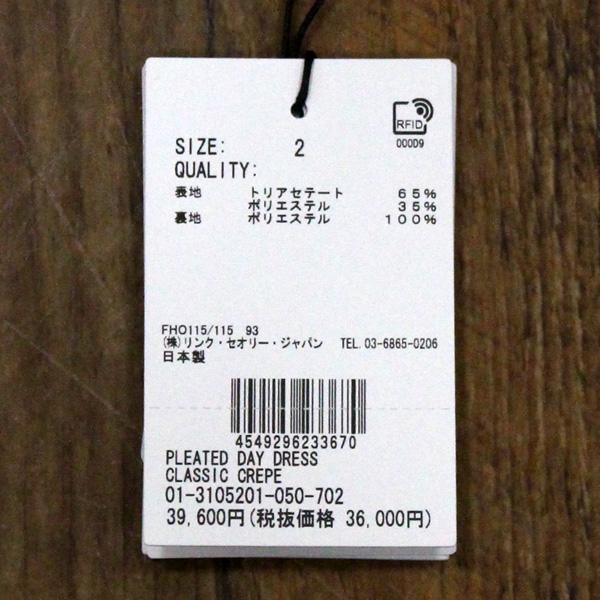 RFID
000D9
SIZE: 2
QUALITY:
表地 トリアセテート 65%
ポリエステル 35%
裏地 ポリエステル 100%
FHO115/115 93
(株)リンク・セオリー・ジャパン TEL.03-6865-0206
日本製
4549296233670
PLEATED DAY DRESS
CLASSIC CREPE
01-3105201-050-702
39,600円(税抜価格 36,000円)